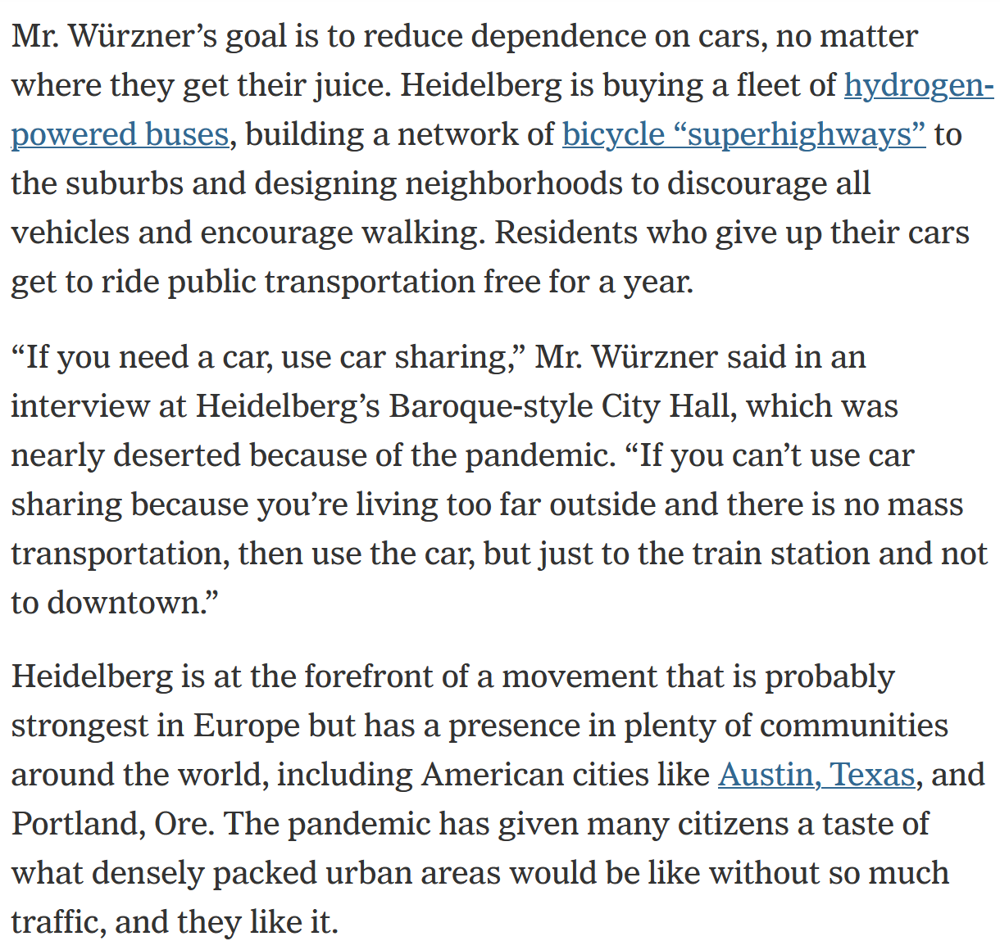 Mr. Würzner’s goal is to reduce dependence on cars, no matter
where they get their juice. Heidelberg is buying a fleet of hydrogen-
powered buses, building a network of bicycle “superhighways” to
the suburbs and designing neighborhoods to discourage all
vehicles and encourage walking. Residents who give up their cars
get to ride public transportation free for a year.
“If you need a car, use car sharing,” Mr. Würzner said in an
interview at Heidelberg’s Baroque-style City Hall, which was
nearly deserted because of the pandemic. “If you can’t use car
sharing because you’re living too far outside and there is no mass
transportation, then use the car, but just to the train station and not
to downtown.”
Heidelberg is at the forefront of a movement that is probably
strongest in Europe but has a presence in plenty of communities
around the world, including American cities like Austin, Texas, and
Portland, Ore. The pandemic has given many citizens a taste of
what densely packed urban areas would be like without so much
traffic, and they like it.